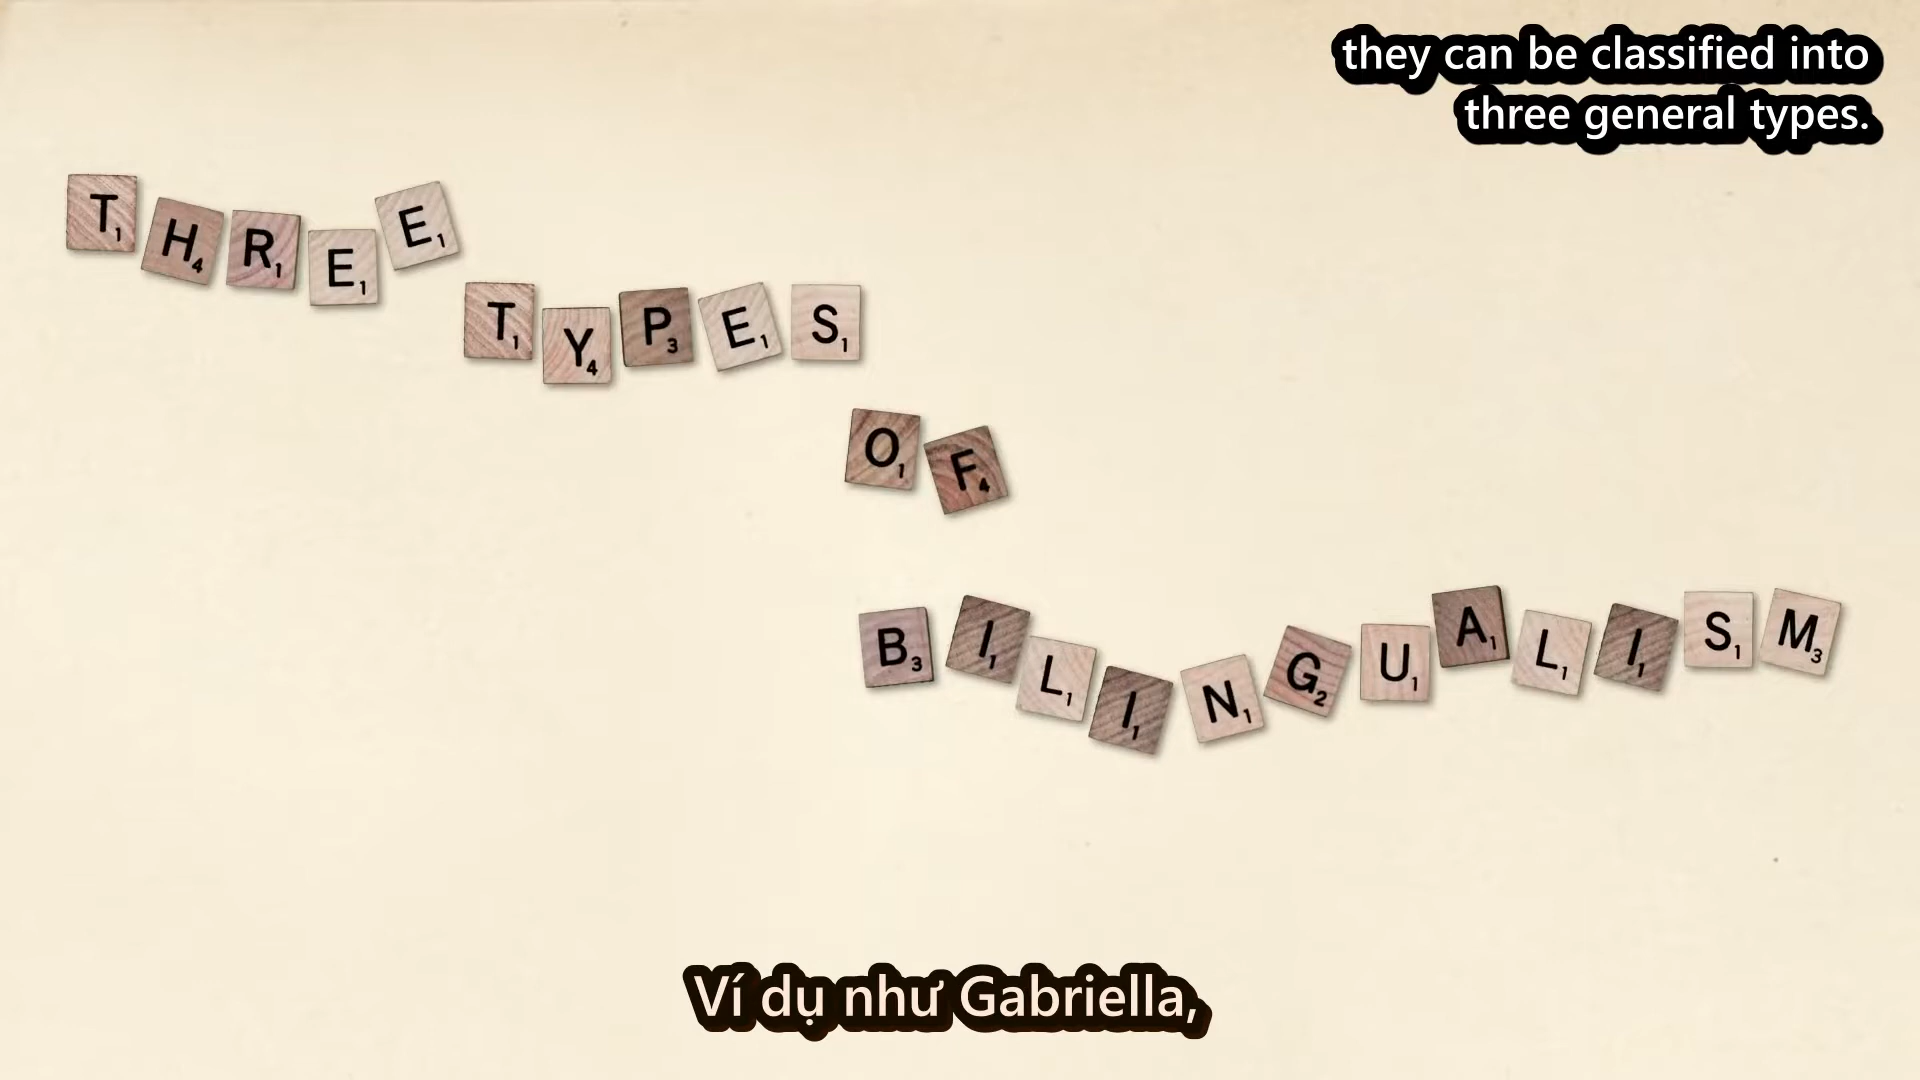 they can be classified into
three general types.
THREE
TYPES
OF
BILINGUALISM
Ví dụ như Gabriella,